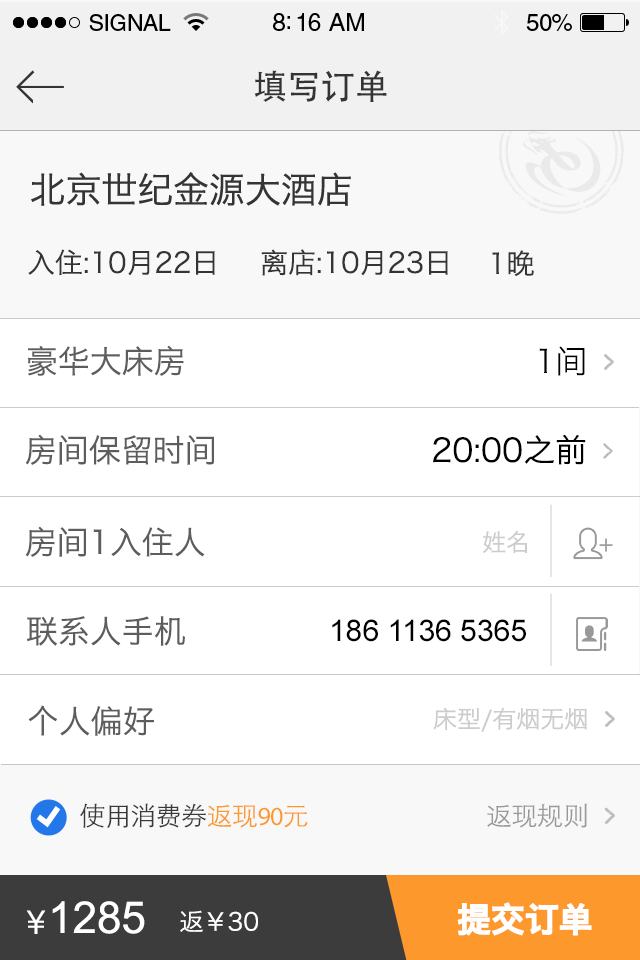 SIGNAL 8:16 AM 50%
填写订单
北京世纪金源大酒店
入住:10月22日 离店:10月23日 1晚
豪华大床房 1间
房间保留时间 20:00之前
房间1入住人 姓名
联系人手机 186 1136 5365
个人偏好 床型/有烟无烟
使用消费券返现90元 返现规则
¥1285 返¥30 提交订单